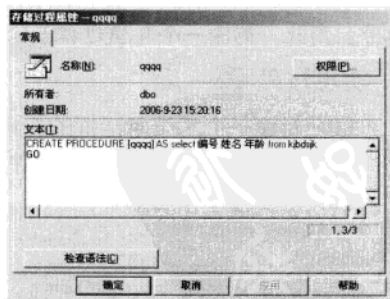 存储过程属性 - qqqq
常规
名称(N): qqqq
权限(P)...
所有者: dbo
创建日期: 2006-9-23 15:20:16
文本(T):
CREATE PROCEDURE [qqqq] AS select 编号 姓名 年龄 from
GO
1, 3/3
检查语法(C)
确定 取消 应用 帮助